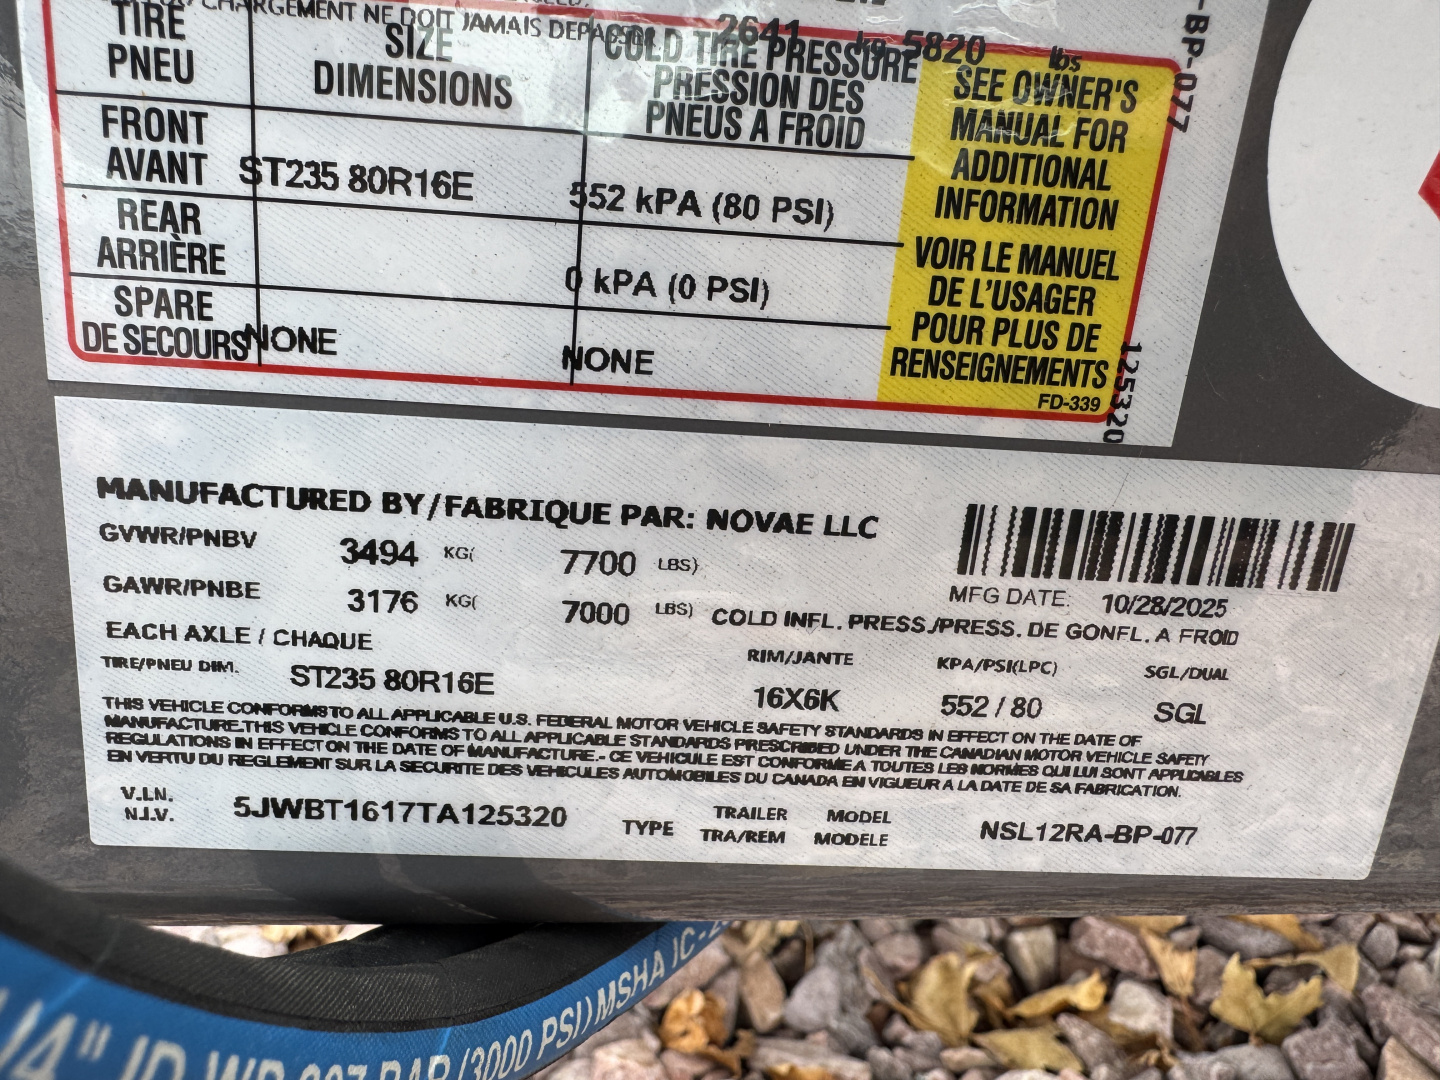 CHARGEMENT NE DOIT JAMAIS DEPASSER 2641 kg 5820 lbs
TIRE SIZE COLD TIRE PRESSURE
PNEU DIMENSIONS PRESSION DES
PNEUS A FROID
FRONT
AVANT ST235 80R16E 552 kPA (80 PSI)
REAR
ARRIÈRE 0 kPA (0 PSI)
SPARE
DE SECOURS NONE NONE
SEE OWNER'S
MANUAL FOR
ADDITIONAL
INFORMATION
VOIR LE MANUEL
DE L'USAGER
POUR PLUS DE
RENSEIGNEMENTS
FD-339
-BP-077
125320
MANUFACTURED BY/FABRIQUE PAR: NOVAE LLC
GVWR/PNBV 3494 KG( 7700 LBS)
MFG DATE: 10/28/2025
GAWR/PNBE 3176 KG( 7000 LBS) COLD INFL. PRESS./PRESS. DE GONFL. A FROID
EACH AXLE / CHAQUE RIM/JANTE KPA/PSI(LPC) SGL/DUAL
TIRE/PNEU DIM. ST235 80R16E 16X6K 552 / 80 SGL
THIS VEHICLE CONFORMS TO ALL APPLICABLE U.S. FEDERAL MOTOR VEHICLE SAFETY STANDARDS IN EFFECT ON THE DATE OF
MANUFACTURE.THIS VEHICLE CONFORMS TO ALL APPLICABLE STANDARDS PRESCRIBED UNDER THE CANADIAN MOTOR VEHICLE SAFETY
REGULATIONS IN EFFECT ON THE DATE OF MANUFACTURE.- CE VEHICULE EST CONFORME A TOUTES LES NORMES QUI LUI SONT APPLICABLES
EN VERTU DU REGLEMENT SUR LA SECURITE DES VEHICULES AUTOMOBILES DU CANADA EN VIGUEUR A LA DATE DE SA FABRICATION.
V.I.N. 5JWBT1617TA125320 TRAILER MODEL NSL12RA-BP-077
N.I.V. TYPE TRA/REM MODELE
/4" ID WP 207 BAR (3000 PSI) MSHA IC-2